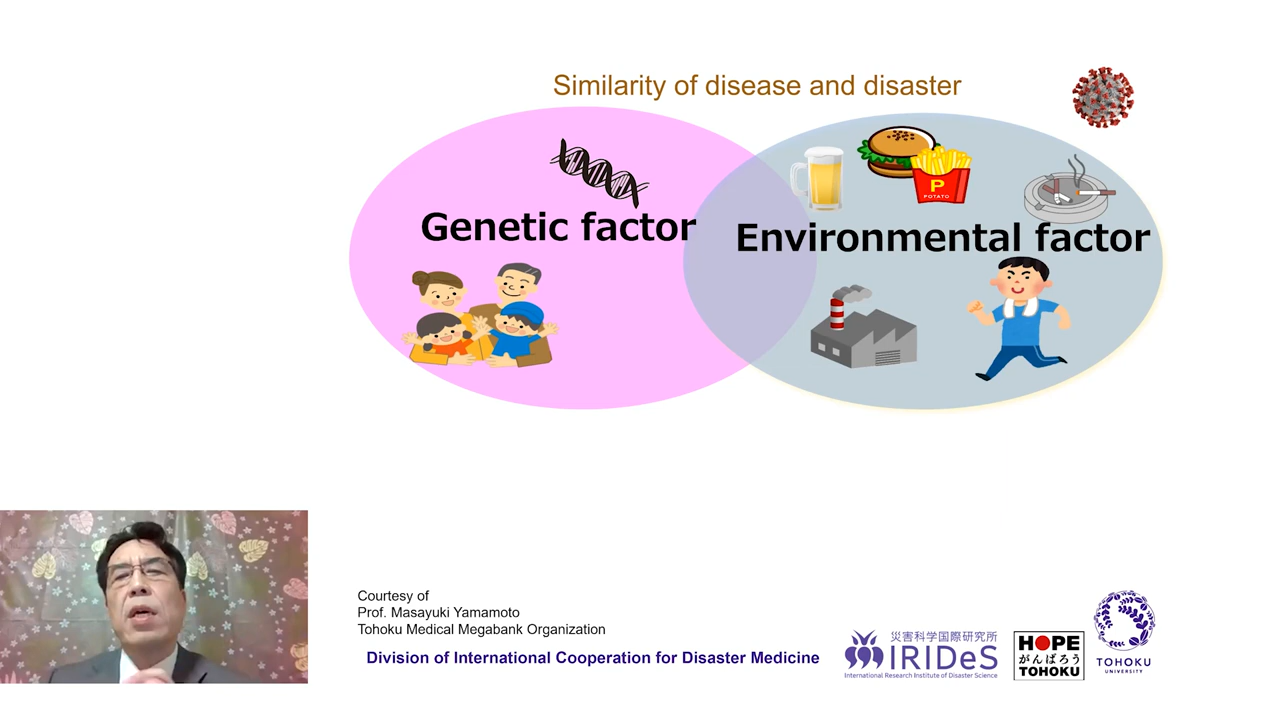 Similarity of disease and disaster
Genetic factor
Environmental factor
P
POTATO
Courtesy of
Prof. Masayuki Yamamoto
Tohoku Medical Megabank Organization
Division of International Cooperation for Disaster Medicine
災害科学国際研究所
IRIDeS
International Research Institute of Disaster Science
HOPE
がんばろう
TOHOKU
TOHOKU
UNIVERSITY